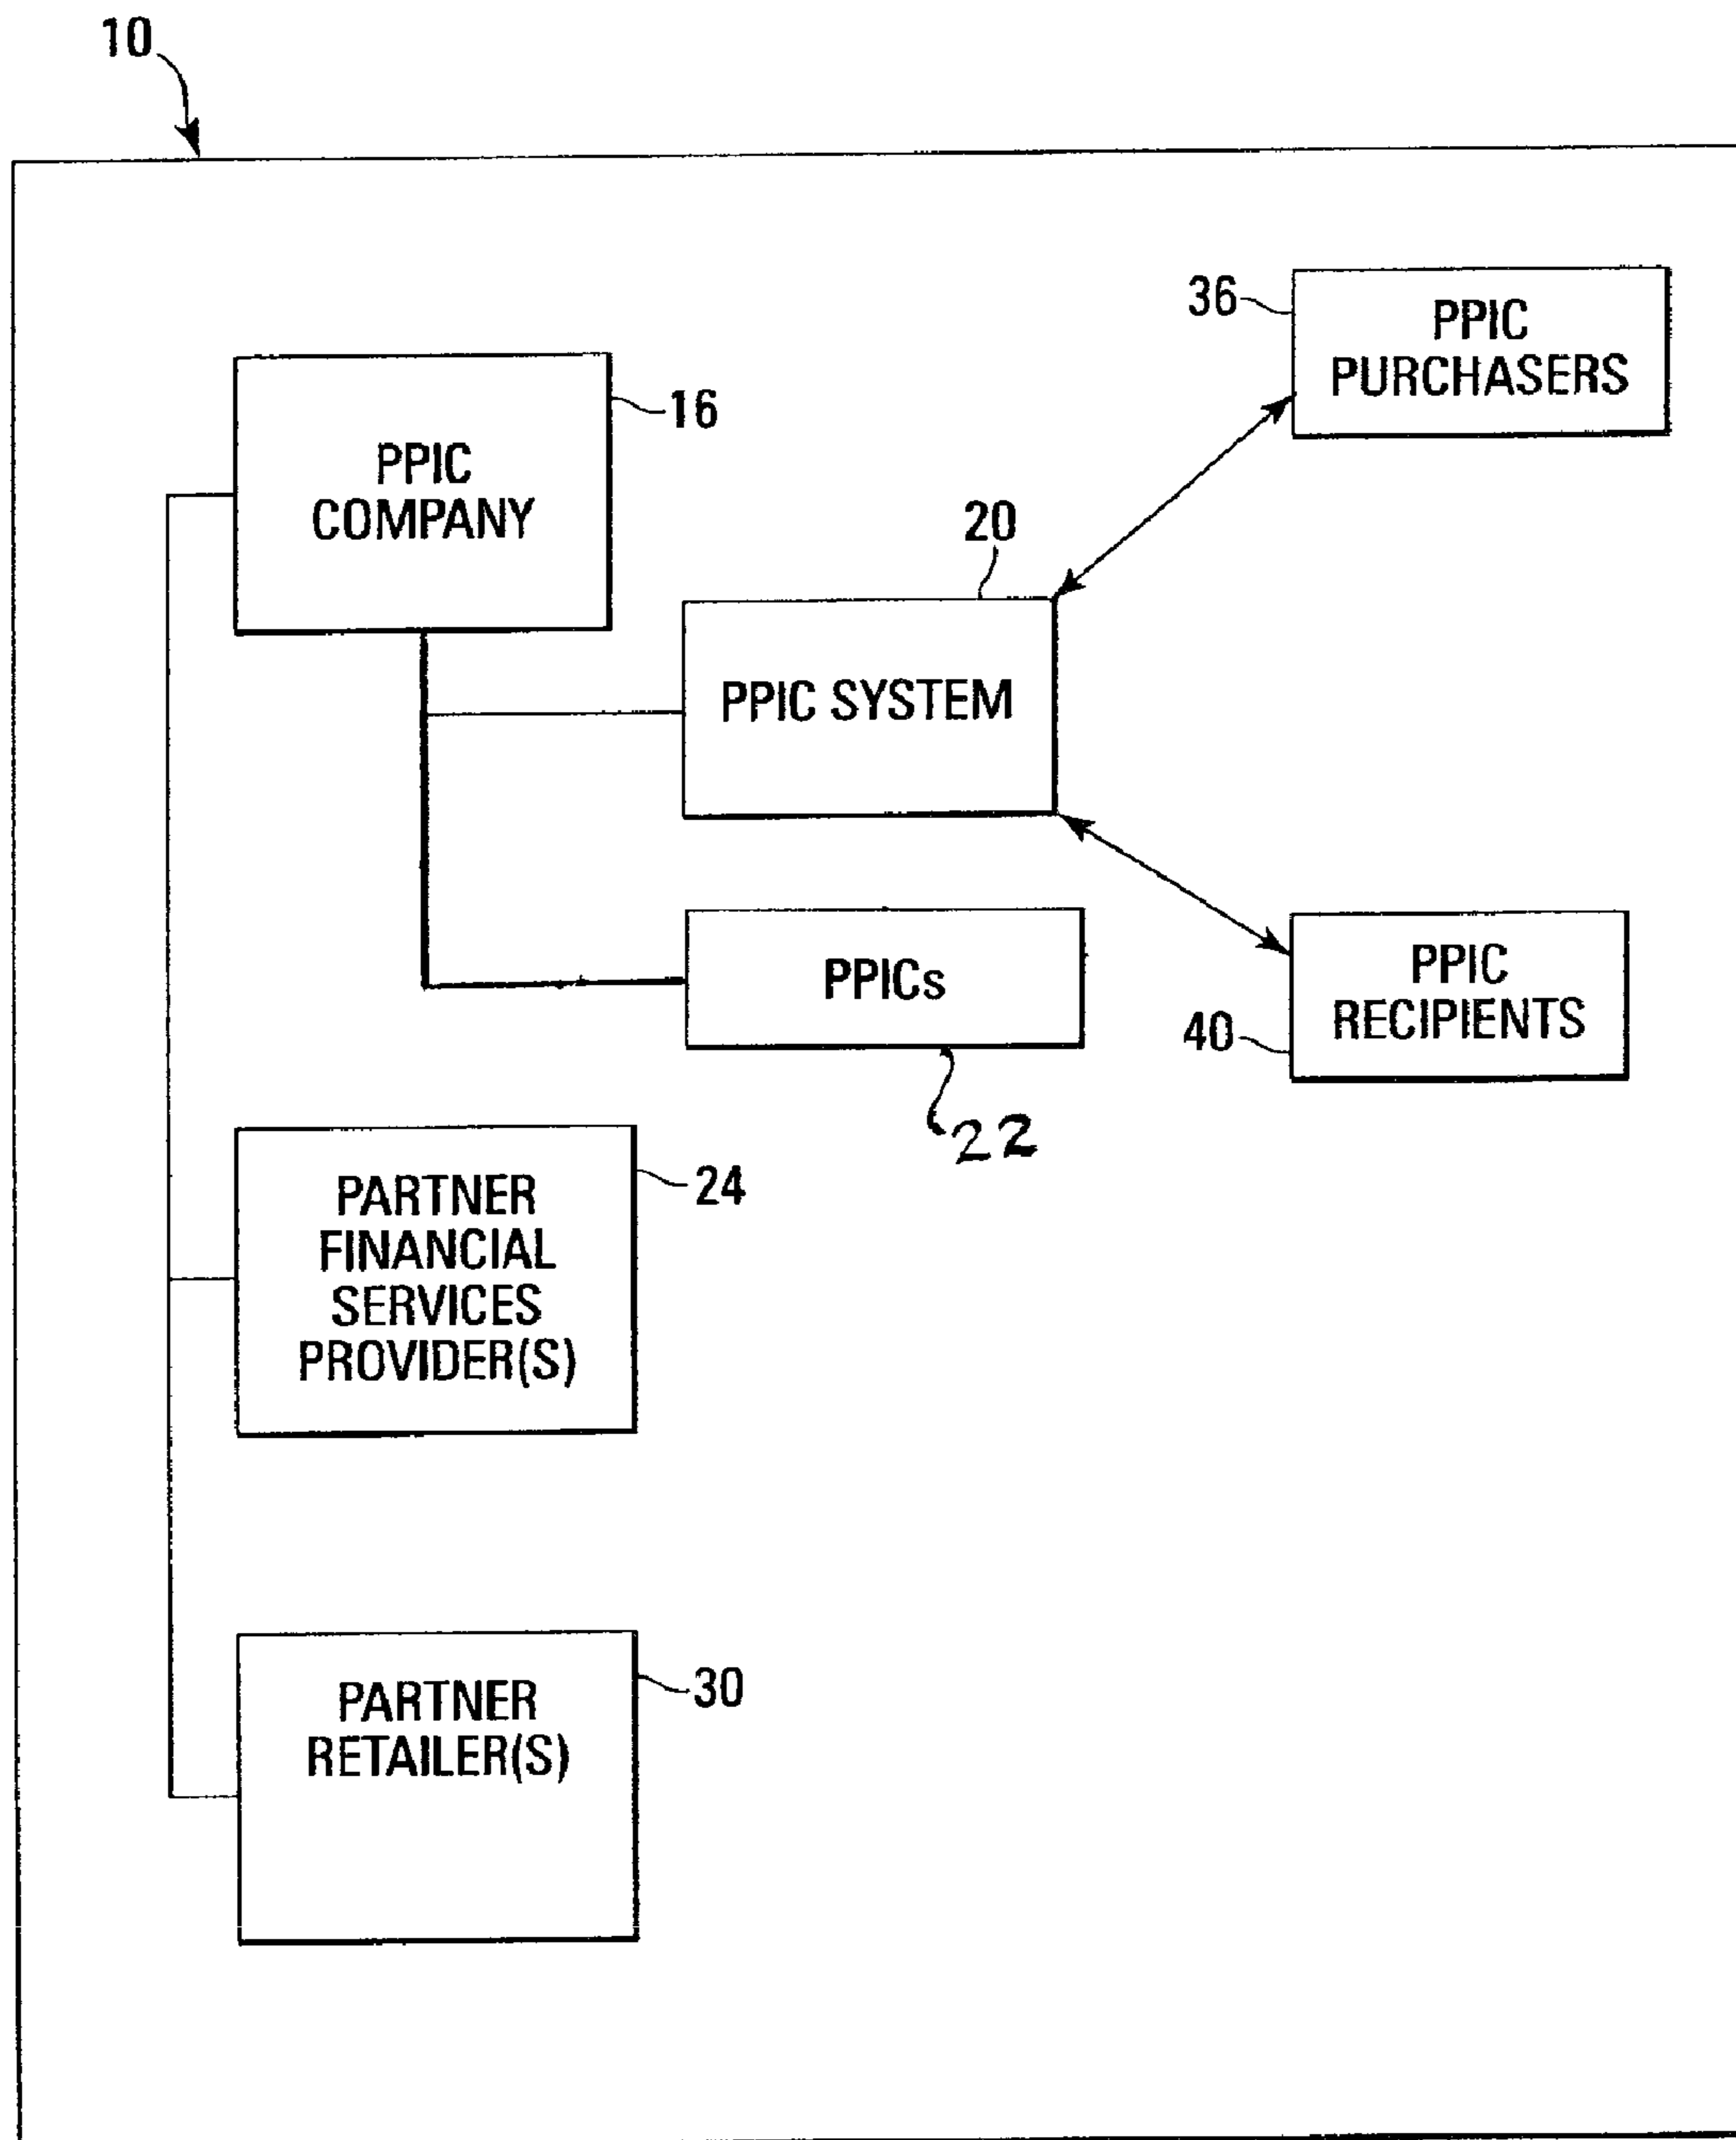 10
PPIC
COMPANY
16
PPIC SYSTEM
20
PPICs
22
PPIC
PURCHASERS
36
PPIC
RECIPIENTS
40
PARTNER
FINANCIAL
SERVICES
PROVIDER(S)
24
PARTNER
RETAILER(S)
30